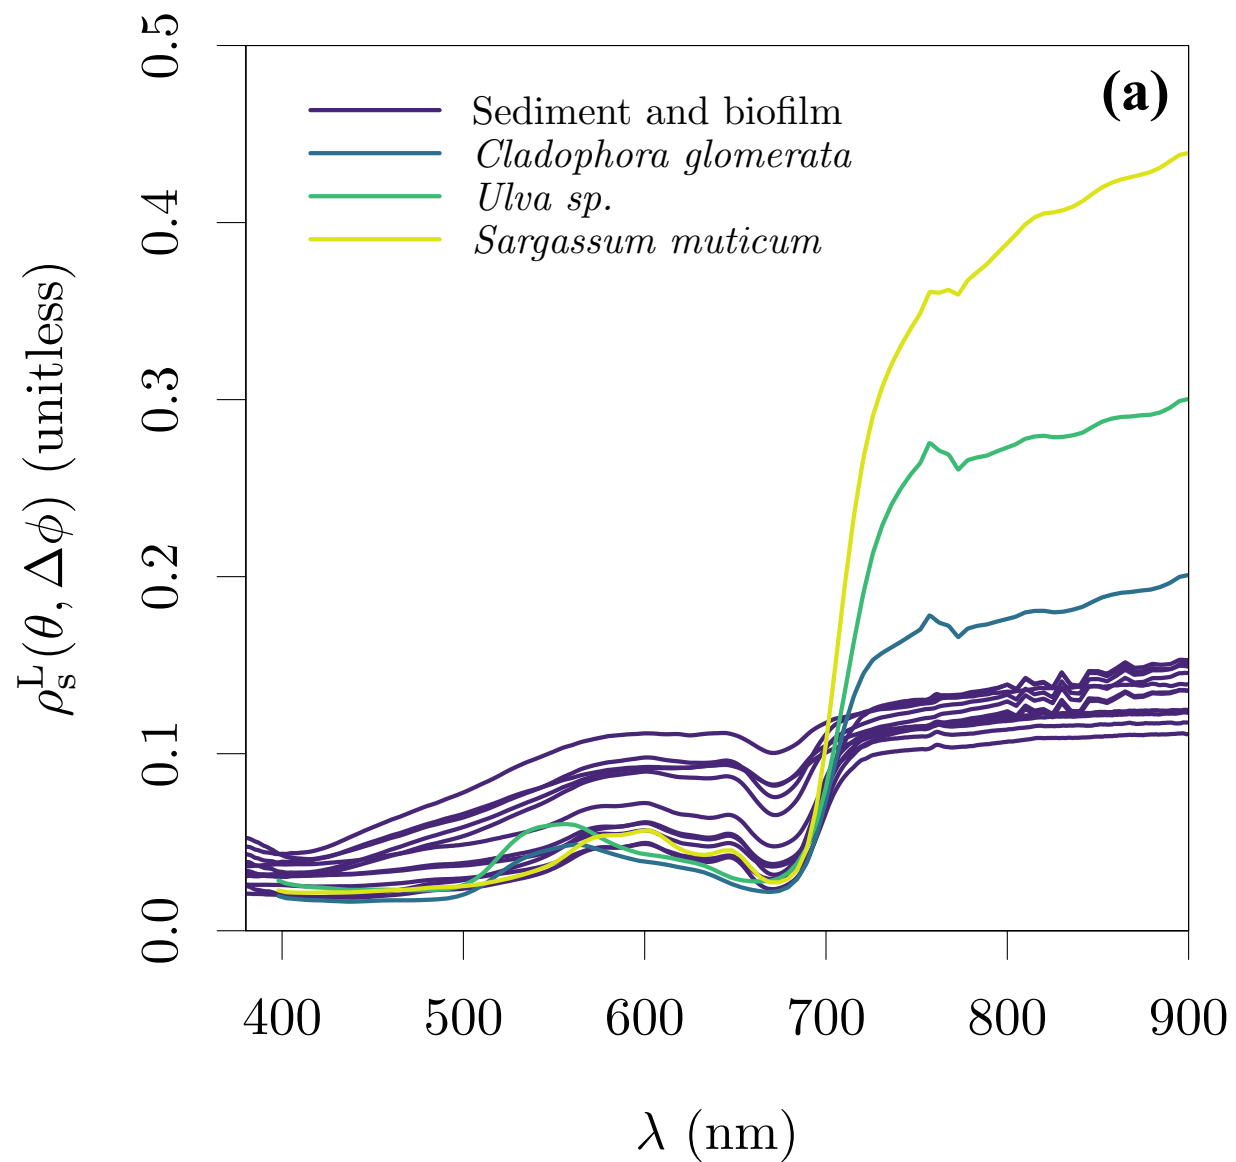 (a)
Sediment and biofilm
Cladophora glomerata
Ulva sp.
Sargassum muticum
0.5
0.4
0.3
0.2
0.1
0.0
ρₛᴸ(θ, Δϕ) (unitless)
400 500 600 700 800 900
λ (nm)